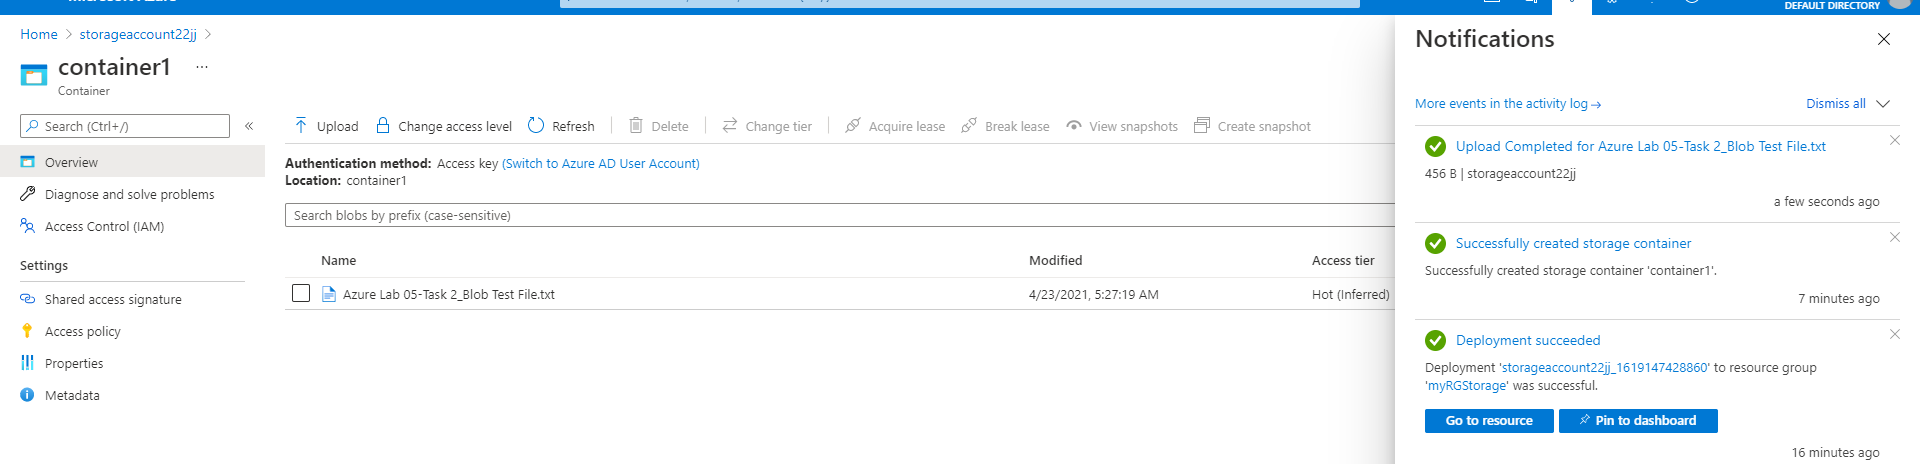 DEFAULT DIRECTORY
Home > storageaccount22jj >
container1 ...
Container
Search (Ctrl+/) «
Overview
Diagnose and solve problems
Access Control (IAM)
Settings
Shared access signature
Access policy
Properties
Metadata
Upload Change access level Refresh Delete Change tier Acquire lease Break lease View snapshots Create snapshot
Authentication method: Access key (Switch to Azure AD User Account)
Location: container1
Search blobs by prefix (case-sensitive)
Name Modified Access tier
Azure Lab 05-Task 2_Blob Test File.txt 4/23/2021, 5:27:19 AM Hot (Inferred)
Notifications
More events in the activity log → Dismiss all
Upload Completed for Azure Lab 05-Task 2_Blob Test File.txt
456 B | storageaccount22jj
a few seconds ago
Successfully created storage container
Successfully created storage container 'container1'.
7 minutes ago
Deployment succeeded
Deployment 'storageaccount22jj_1619147428860' to resource group
'myRGStorage' was successful.
Go to resource Pin to dashboard
16 minutes ago